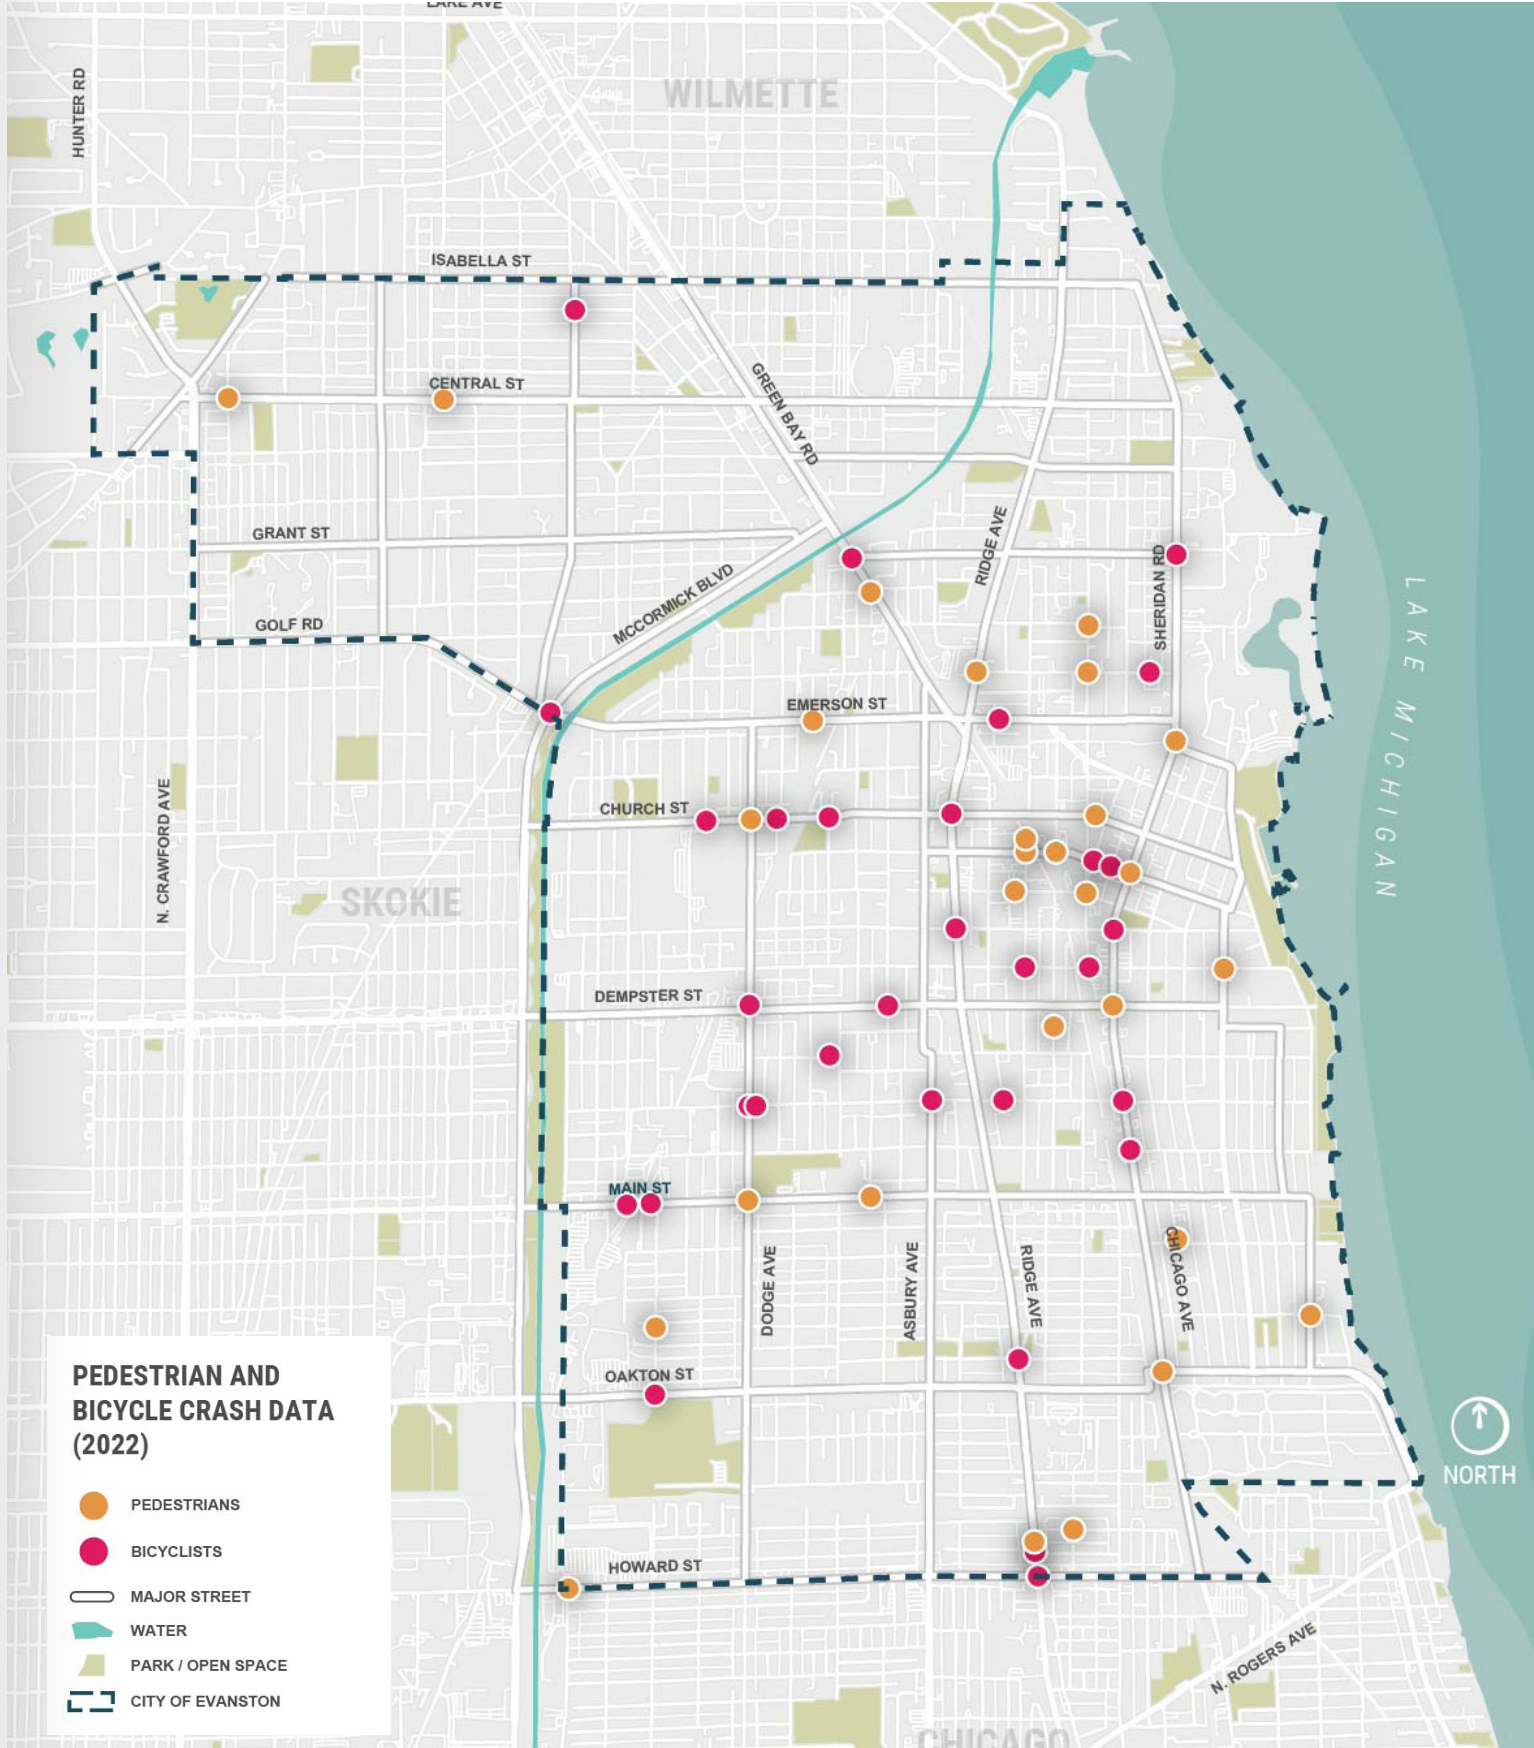 LAKE AVE
HUNTER RD
WILMETTE
ISABELLA ST
CENTRAL ST
GREEN BAY RD
GRANT ST
RIDGE AVE
SHERIDAN RD
MCCORMICK BLVD
GOLF RD
LAKE MICHIGAN
EMERSON ST
CHURCH ST
N. CRAWFORD AVE
SKOKIE
DEMPSTER ST
MAIN ST
DODGE AVE
ASBURY AVE
RIDGE AVE
CHICAGO AVE
OAKTON ST
HOWARD ST
N. ROGERS AVE
CHICAGO
NORTH
PEDESTRIAN AND
BICYCLE CRASH DATA
(2022)
PEDESTRIANS
BICYCLISTS
MAJOR STREET
WATER
PARK / OPEN SPACE
CITY OF EVANSTON